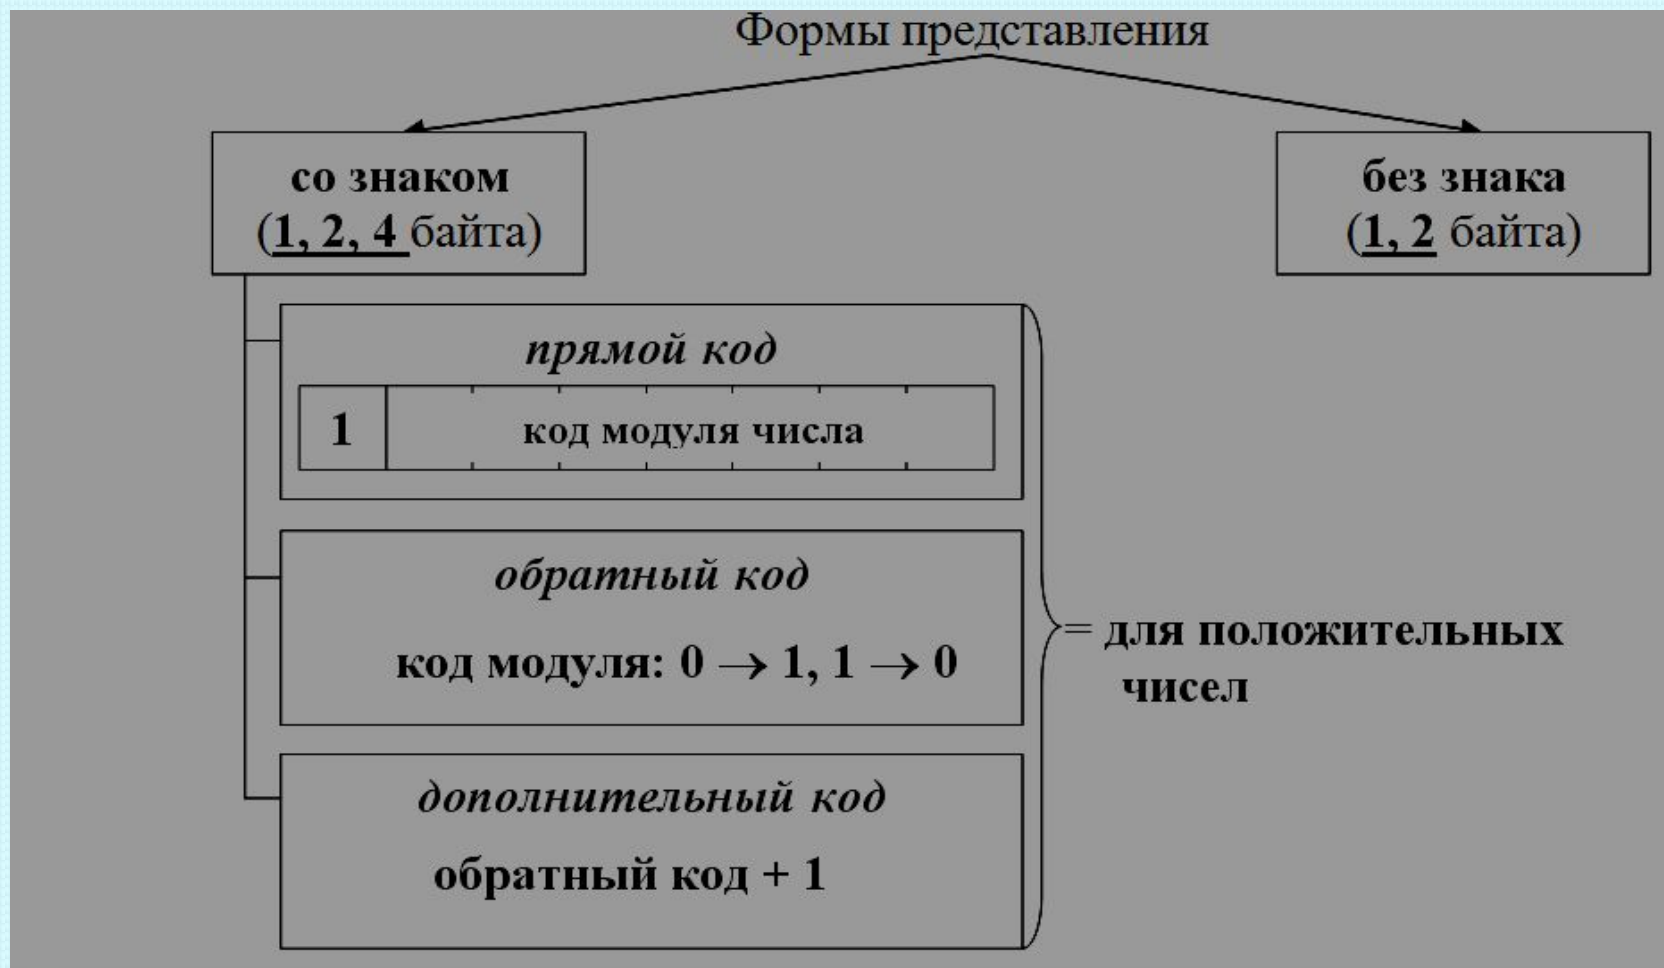 Формы представления
со знаком
(1, 2, 4 байта)
без знака
(1, 2 байта)
прямой код
1 код модуля числа
обратный код
код модуля: 0 → 1, 1 → 0
= для положительных
чисел
дополнительный код
обратный код + 1